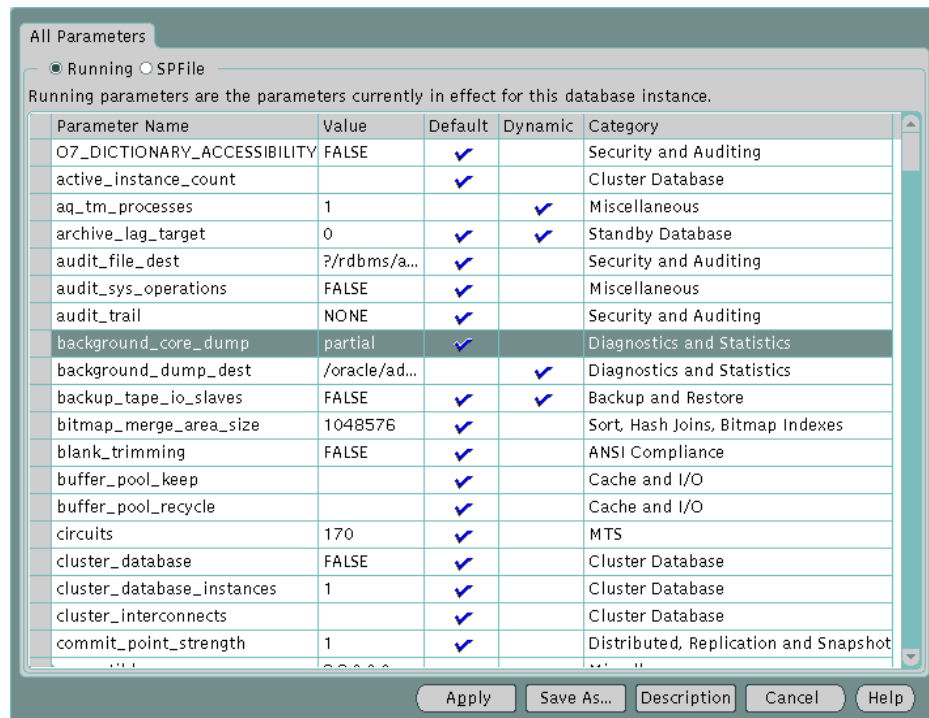 All Parameters
Running SPFile
Running parameters are the parameters currently in effect for this database instance.
Parameter Name Value Default Dynamic Category
O7_DICTIONARY_ACCESSIBILITY FALSE Security and Auditing
active_instance_count Cluster Database
aq_tm_processes 1 Miscellaneous
archive_lag_target 0 Standby Database
audit_file_dest ?/rdbms/a... Security and Auditing
audit_sys_operations FALSE Miscellaneous
audit_trail NONE Security and Auditing
background_core_dump partial Diagnostics and Statistics
background_dump_dest /oracle/ad... Diagnostics and Statistics
backup_tape_io_slaves FALSE Backup and Restore
bitmap_merge_area_size 1048576 Sort, Hash Joins, Bitmap Indexes
blank_trimming FALSE ANSI Compliance
buffer_pool_keep Cache and I/O
buffer_pool_recycle Cache and I/O
circuits 170 MTS
cluster_database FALSE Cluster Database
cluster_database_instances 1 Cluster Database
cluster_interconnects Cluster Database
commit_point_strength 1 Distributed, Replication and Snapshot
Apply Save As... Description Cancel Help